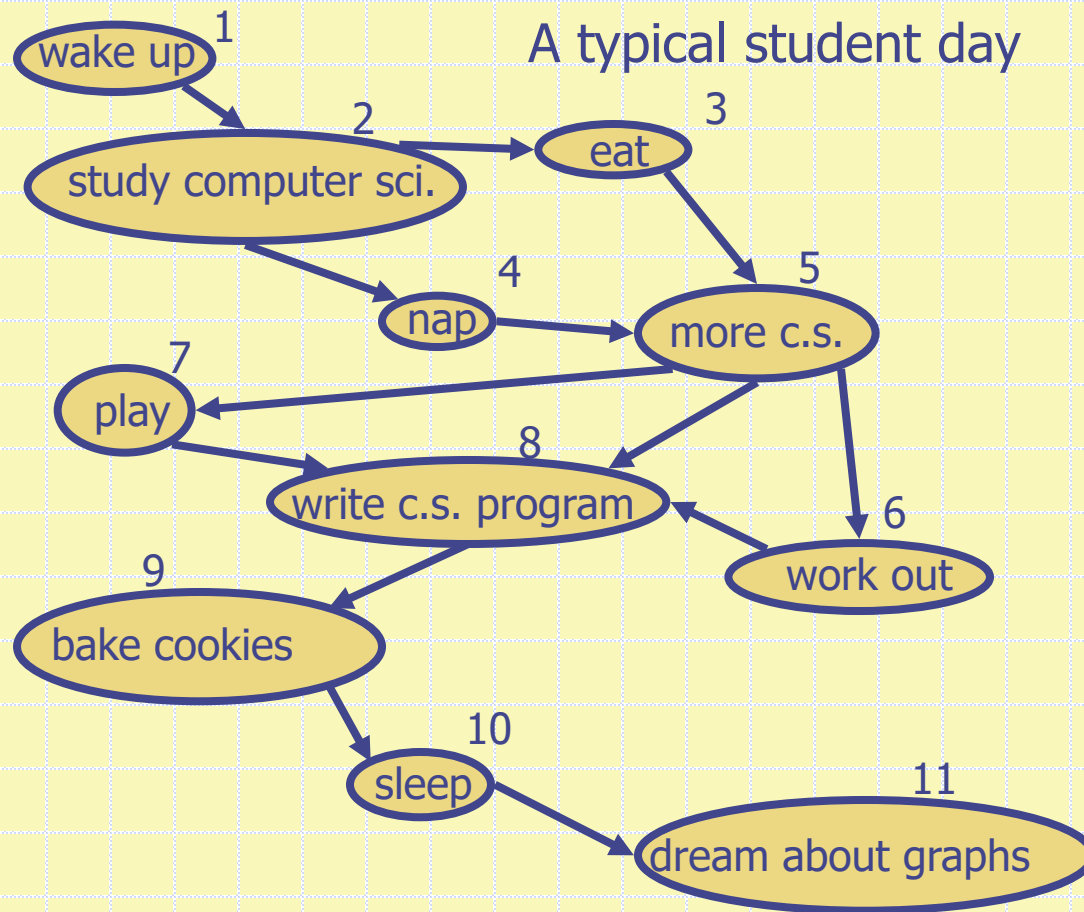 A typical student day
1
wake up
2
study computer sci.
3
eat
4
nap
5
more c.s.
7
play
8
write c.s. program
6
work out
9
bake cookies
10
sleep
11
dream about graphs